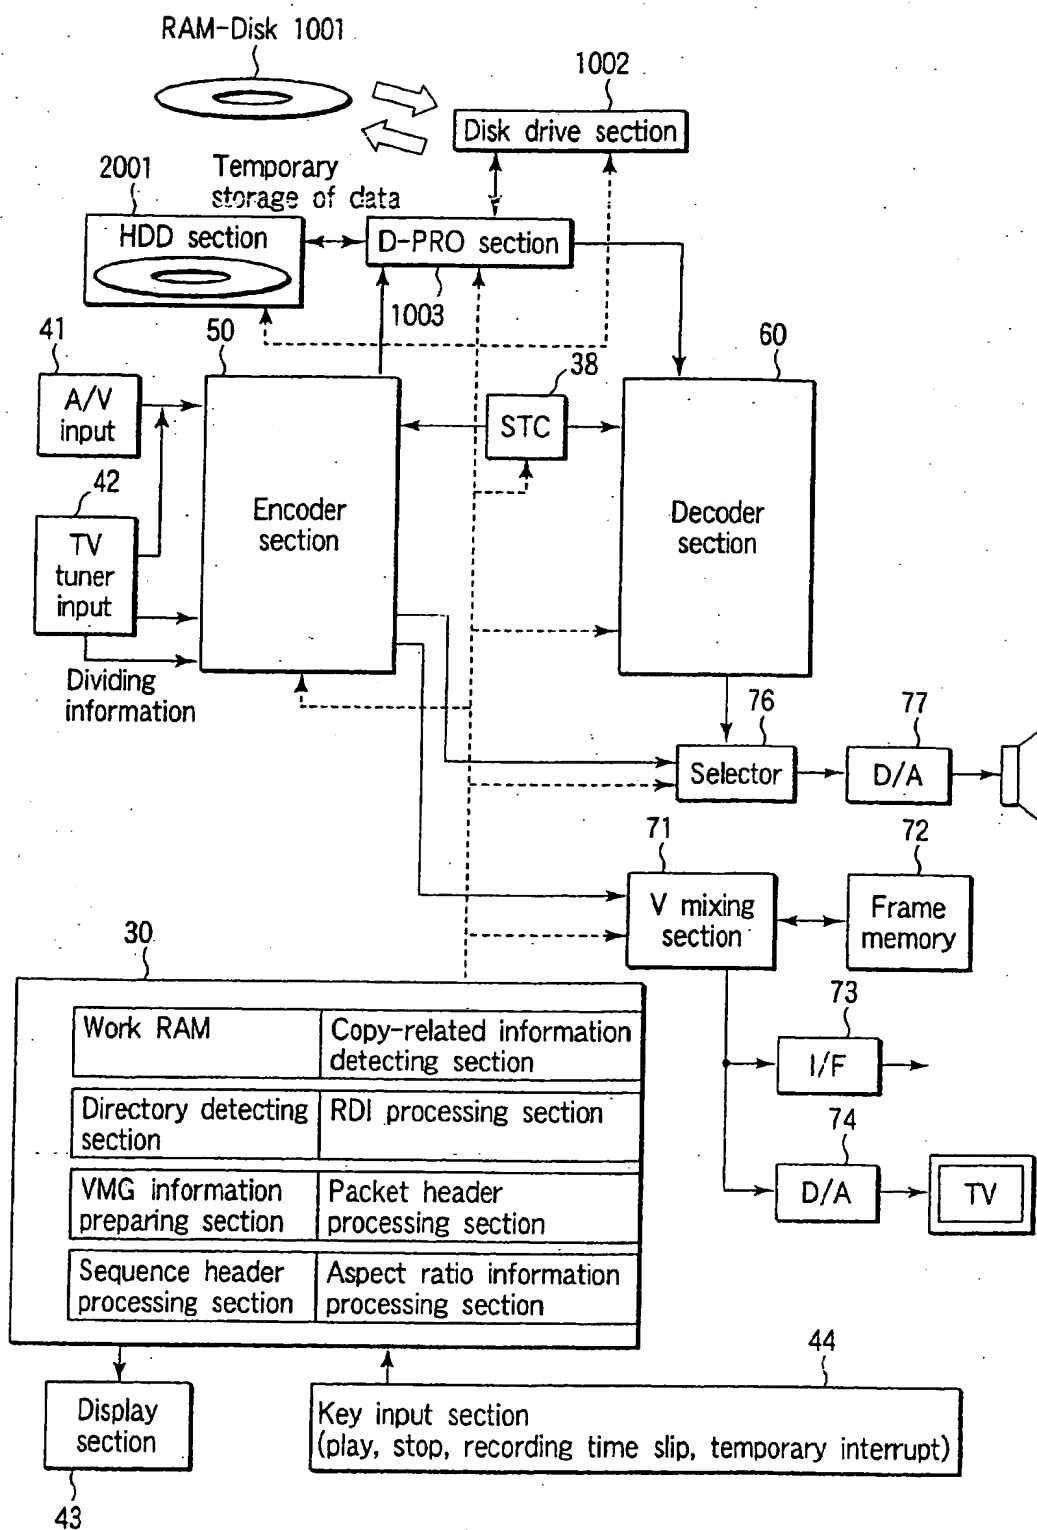 RAM-Disk 1001
1002
Disk drive section
2001
Temporary
storage of data
HDD section
D-PRO section
1003
41
50
38
60
A/V
input
STC
42
TV
tuner
input
Encoder
section
Decoder
section
Dividing
information
76
77
Selector
D/A
71
72
V mixing
section
Frame
memory
30
73
I/F
Work RAM
Copy-related information
detecting section
Directory detecting
section
RDI processing section
74
D/A
TV
VMG information
preparing section
Packet header
processing section
Sequence header
processing section
Aspect ratio information
processing section
44
Display
section
Key input section
(play, stop, recording time slip, temporary interrupt)
43